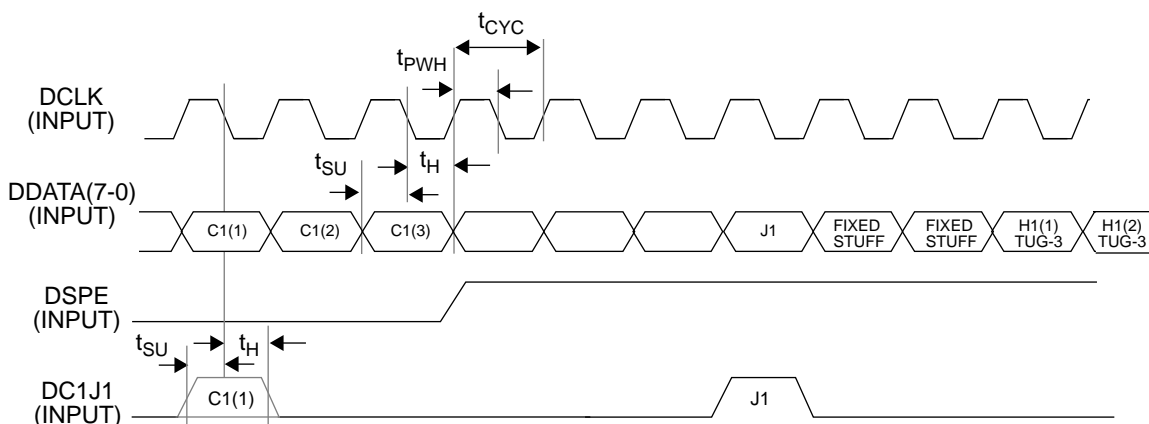 tCYC
tPWH
DCLK
(INPUT)
tSU
tH
DDATA(7-0)
(INPUT)
C1(1)
C1(2)
C1(3)
J1
FIXED
STUFF
FIXED
STUFF
H1(1)
TUG-3
H1(2)
TUG-3
DSPE
(INPUT)
tSU
tH
DC1J1
(INPUT)
C1(1)
J1